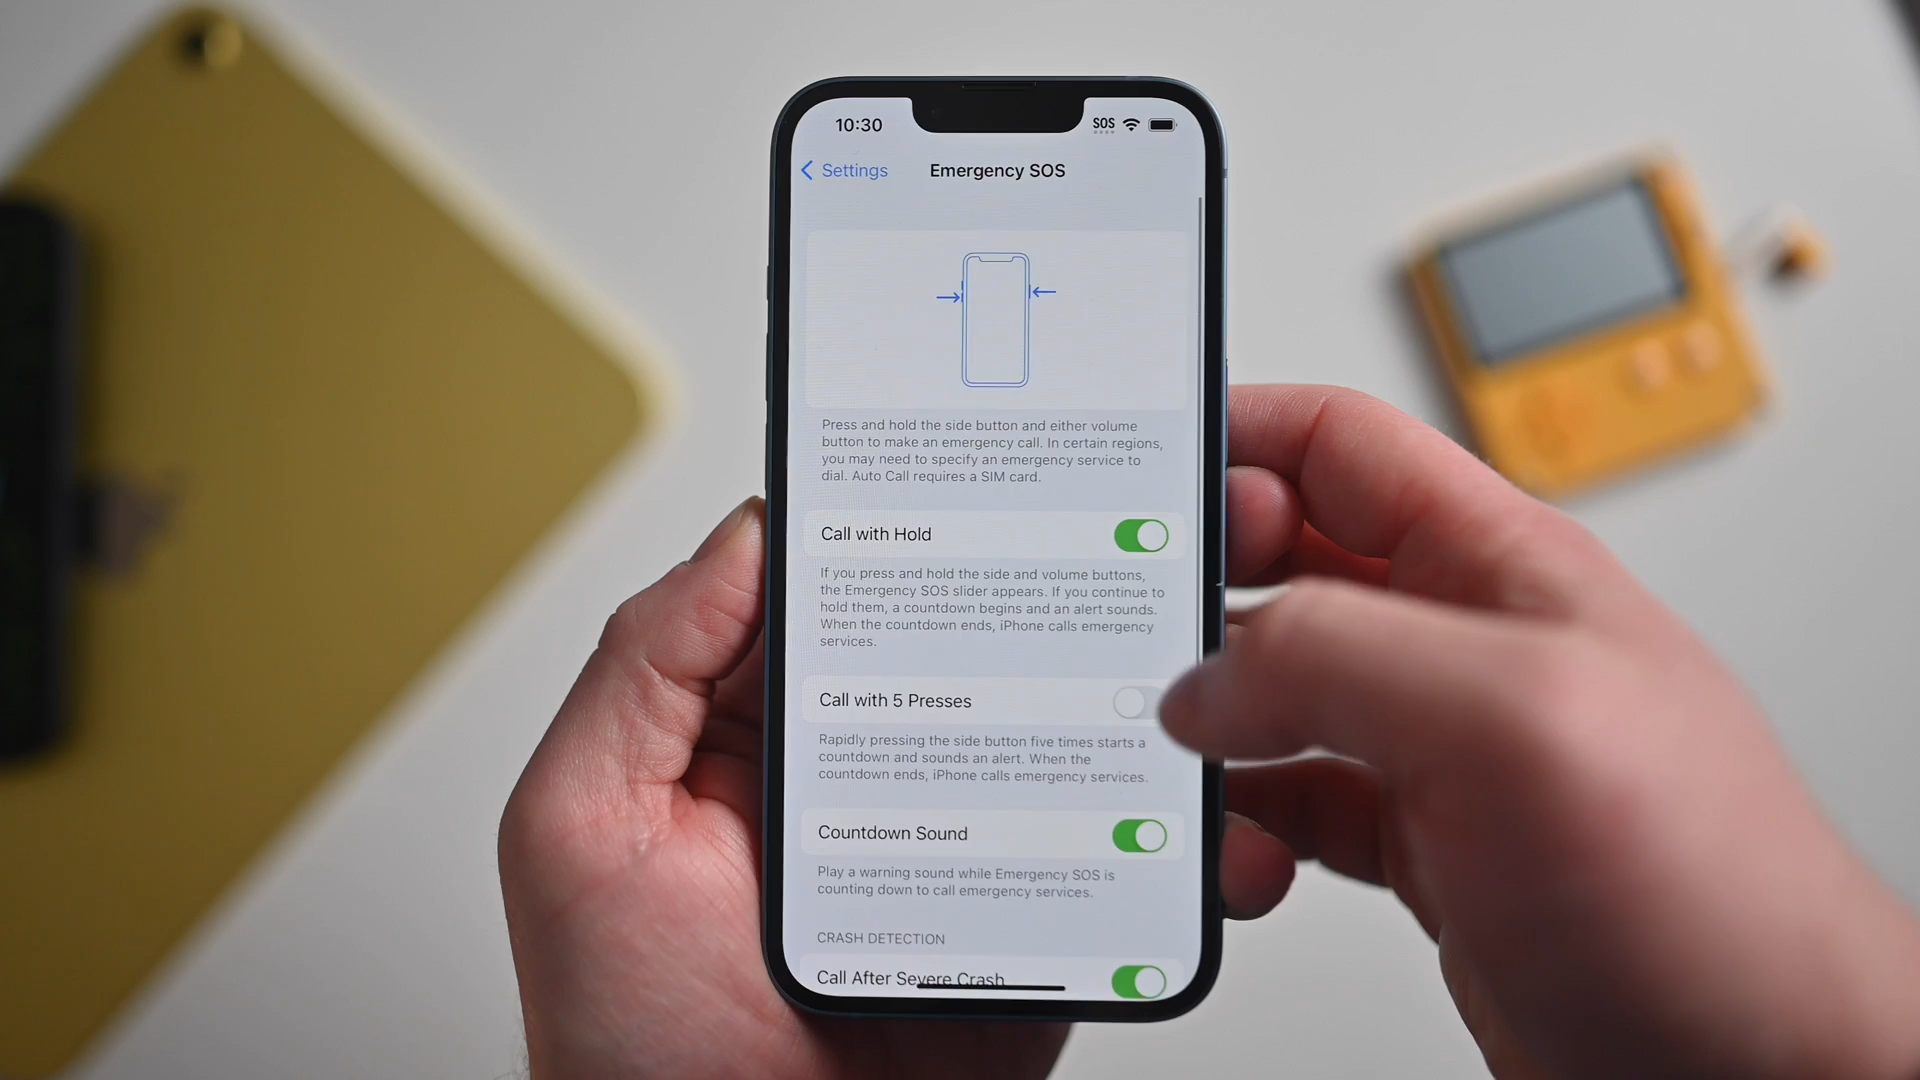 10:30
SOS
Settings
Emergency SOS
Press and hold the side button and either volume
button to make an emergency call. In certain regions,
you may need to specify an emergency service to
dial. Auto Call requires a SIM card.
Call with Hold
If you press and hold the side and volume buttons,
the Emergency SOS slider appears. If you continue to
hold them, a countdown begins and an alert sounds.
When the countdown ends, iPhone calls emergency
services.
Call with 5 Presses
Rapidly pressing the side button five times starts a
countdown and sounds an alert. When the
countdown ends, iPhone calls emergency services.
Countdown Sound
Play a warning sound while Emergency SOS is
counting down to call emergency services.
CRASH DETECTION
Call After Severe Crash